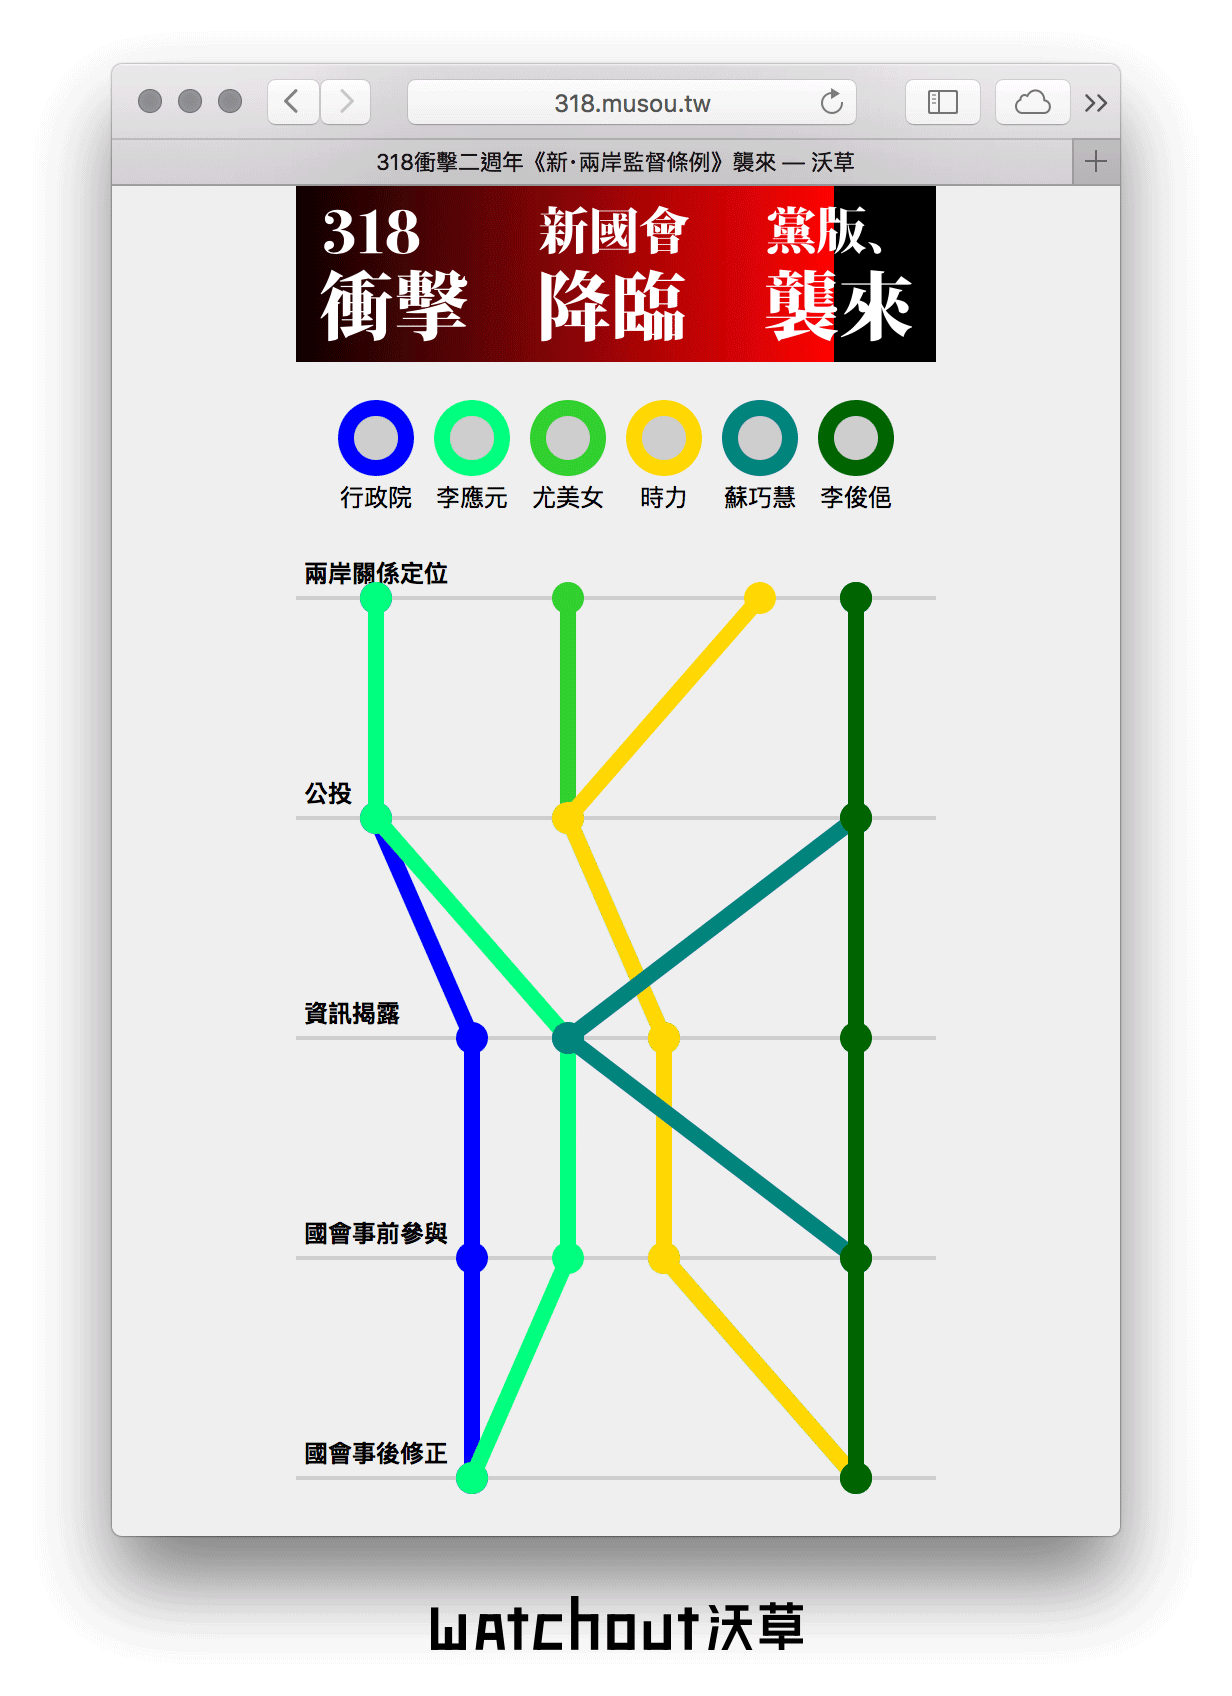 318.musou.tw
318衝擊二週年《新·兩岸監督條例》襲來 — 沃草
318 新國會 黨版、
衝擊 降臨 襲來
行政院 李應元 尤美女 時力 蘇巧慧 李俊俋
兩岸關係定位
公投
資訊揭露
國會事前參與
國會事後修正
watchout沃草